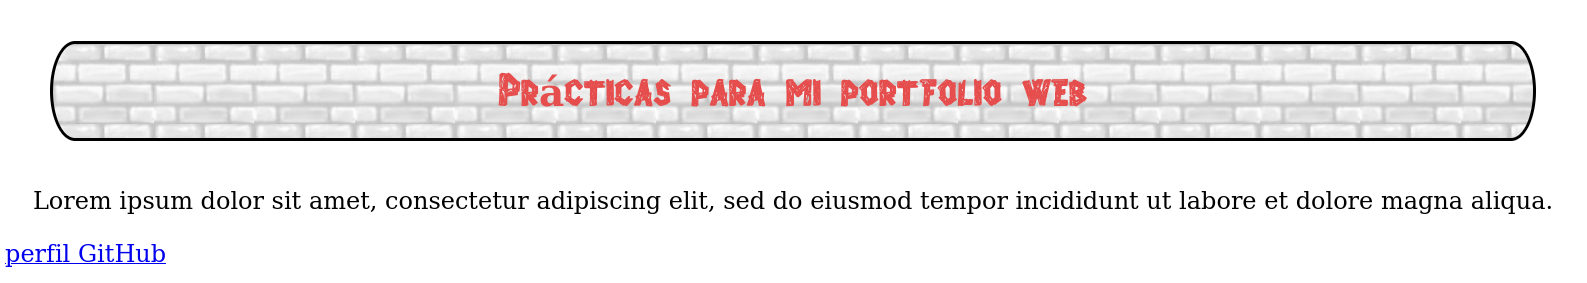 Prácticas para mi portfolio web
Lorem ipsum dolor sit amet, consectetur adipiscing elit, sed do eiusmod tempor incididunt ut labore et dolore magna aliqua.
perfil GitHub